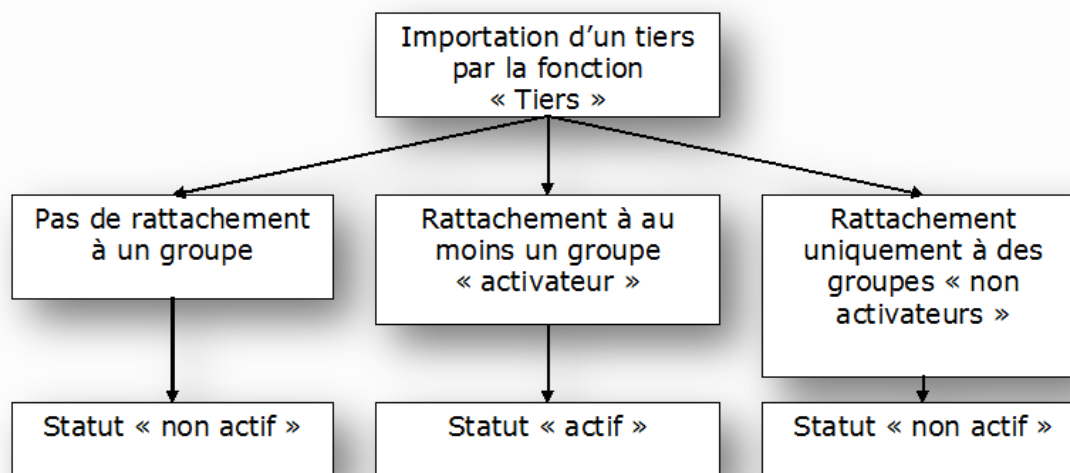 Importation d’un tiers
par la fonction
« Tiers »
Pas de rattachement
à un groupe
Rattachement à au
moins un groupe
« activateur »
Rattachement
uniquement à des
groupes « non
activateurs »
Statut « non actif »
Statut « actif »
Statut « non actif »